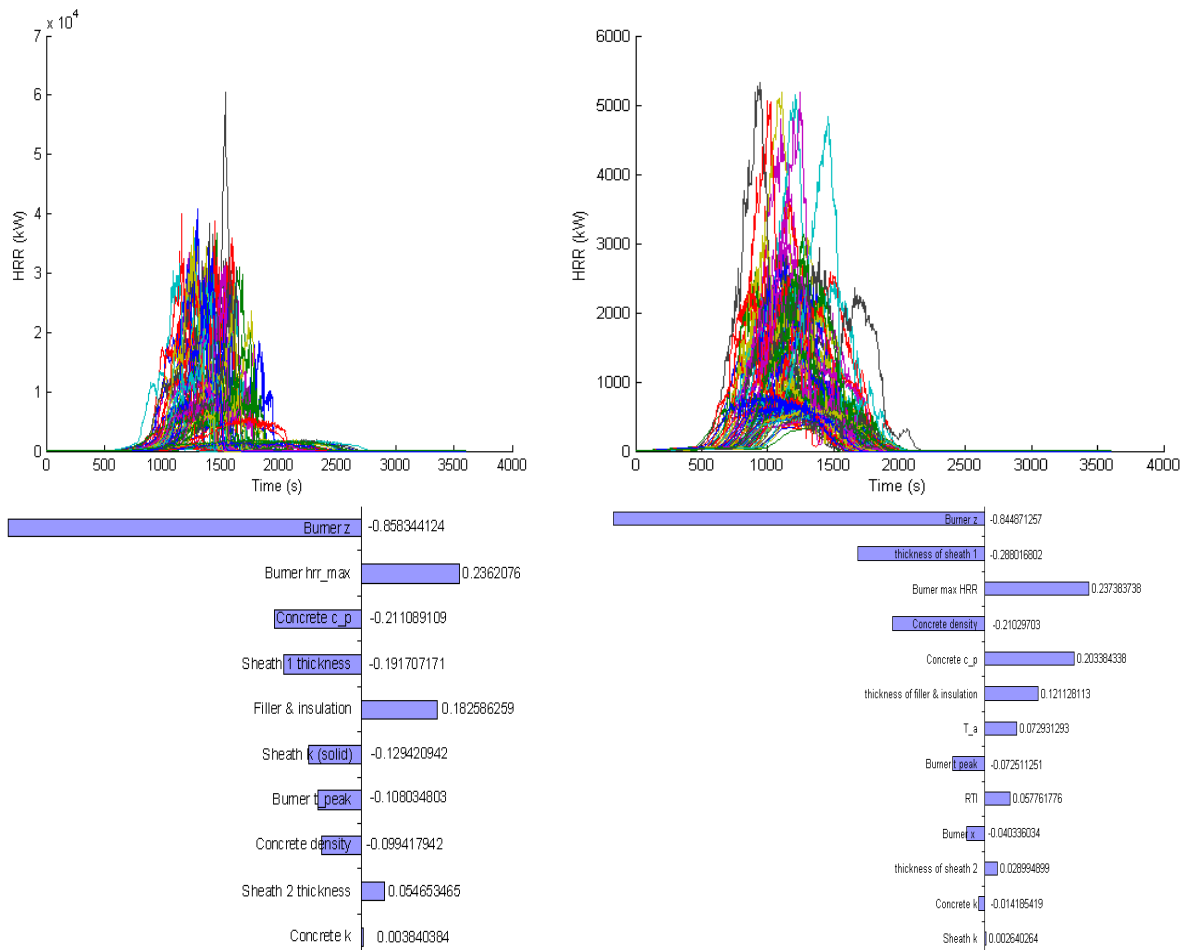 x 10^4
7
6
5
4
3
2
1
0
HRR (kW)
0 500 1000 1500 2000 2500 3000 3500 4000
Time (s)
6000
5000
4000
3000
2000
1000
0
HRR (kW)
0 500 1000 1500 2000 2500 3000 3500 4000
Time (s)
Burner z -0.858344124
Burner hrr_max 0.2362076
Concrete c_p -0.211089109
Sheath 1 thickness -0.191707171
Filler & insulation 0.182586259
Sheath k (solid) -0.129420942
Burner t_peak -0.108034803
Concrete density -0.099417942
Sheath 2 thickness 0.054653465
Concrete k 0.003840384
Burner z -0.844871257
thickness of sheath 1 -0.288016802
Burner max HRR 0.237383738
Concrete density -0.21029703
Concrete c_p 0.203384338
thickness of filler & insulation 0.121128113
T_a 0.072931293
Burner t_peak -0.072511251
RTI 0.057761776
Burner x -0.040336034
thickness of sheath 2 0.028994899
Concrete k -0.014185419
Sheath k 0.002640264